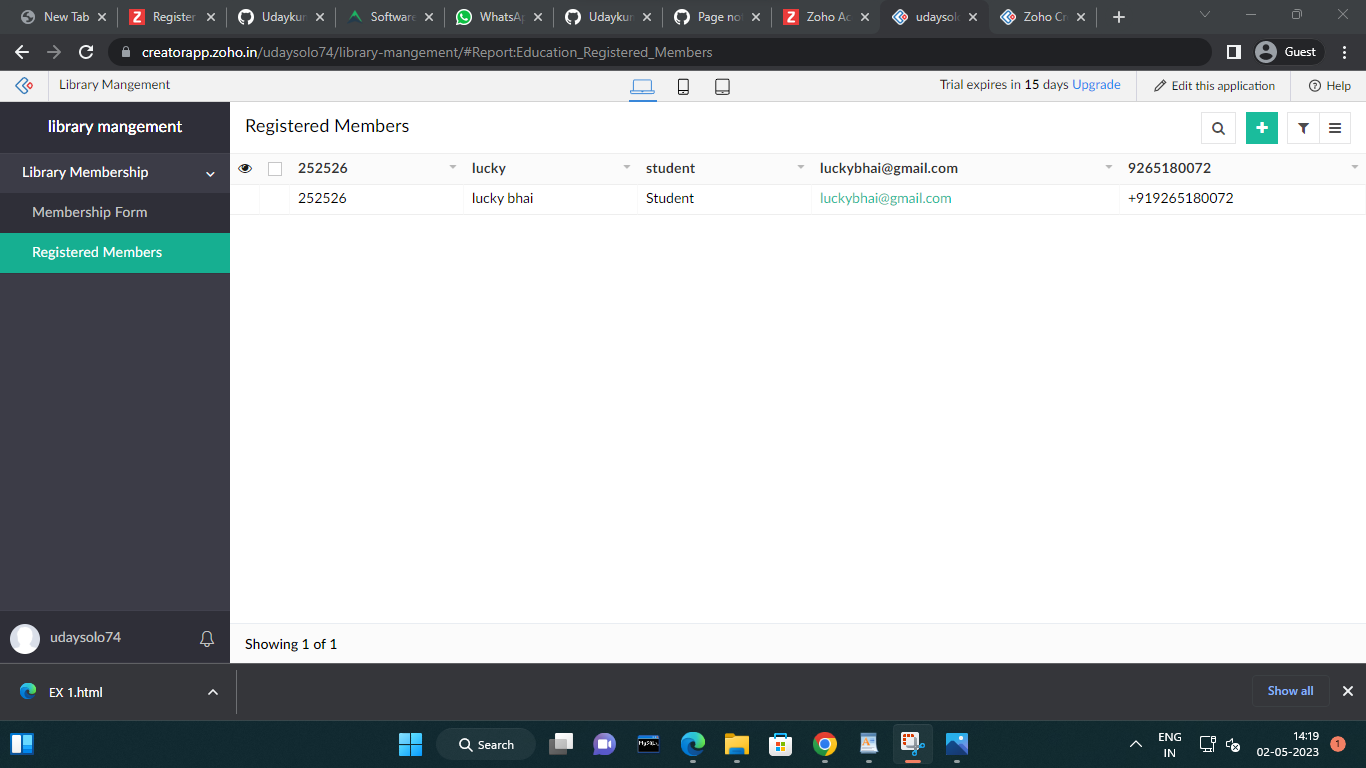 New Tab
Register
Udaykur
Software
WhatsAp
Udaykur
Page no
Zoho Ac
udaysol
Zoho Cr
creatorapp.zoho.in/udaysolo74/library-mangement/#Report:Education_Registered_Members
Guest
Library Mangement
Trial expires in 15 days Upgrade
Edit this application
Help
library mangement
Library Membership
Membership Form
Registered Members
udaysolo74
Registered Members
252526 lucky student luckybhai@gmail.com 9265180072
252526 lucky bhai Student luckybhai@gmail.com +919265180072
Showing 1 of 1
EX 1.html
Show all
Search
ENG
IN
14:19
02-05-2023
1